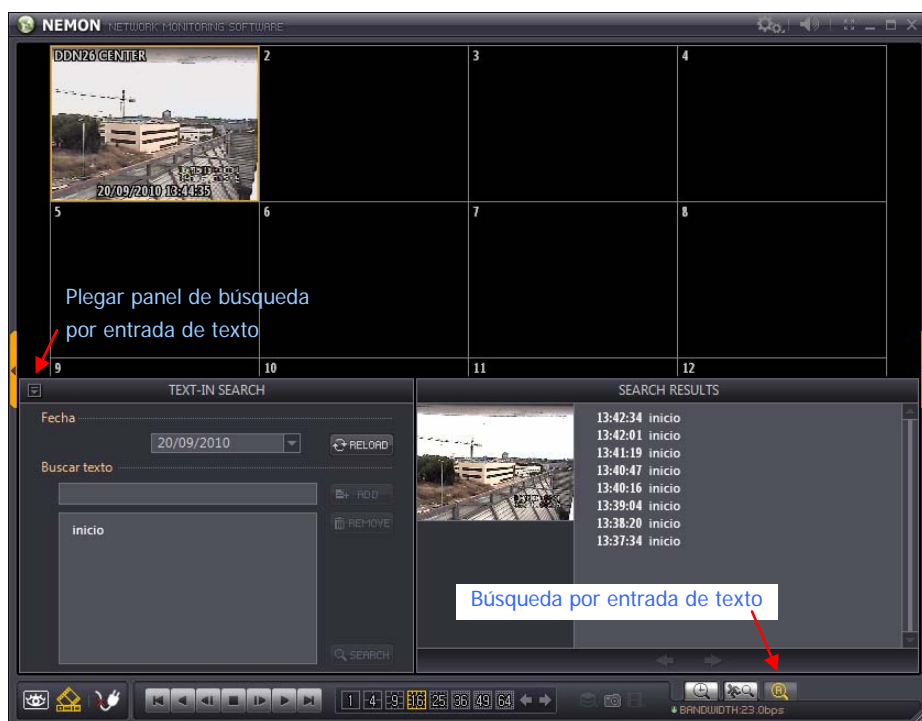 NEMON NETWORK MONITORING SOFTWARE
DDN26 CENTER
2
3
4
20/09/2010 13:44:35
5
6
7
8
Plegar panel de búsqueda
por entrada de texto
9
10
11
12
TEXT-IN SEARCH
SEARCH RESULTS
Fecha
20/09/2010
RELOAD
Buscar texto
ADD
REMOVE
inicio
SEARCH
13:42:34 inicio
13:42:01 inicio
13:41:19 inicio
13:40:47 inicio
13:40:16 inicio
13:39:04 inicio
13:38:20 inicio
13:37:34 inicio
Búsqueda por entrada de texto
1 4 9 16 25 36 49 64
BANDWIDTH:23.0bps